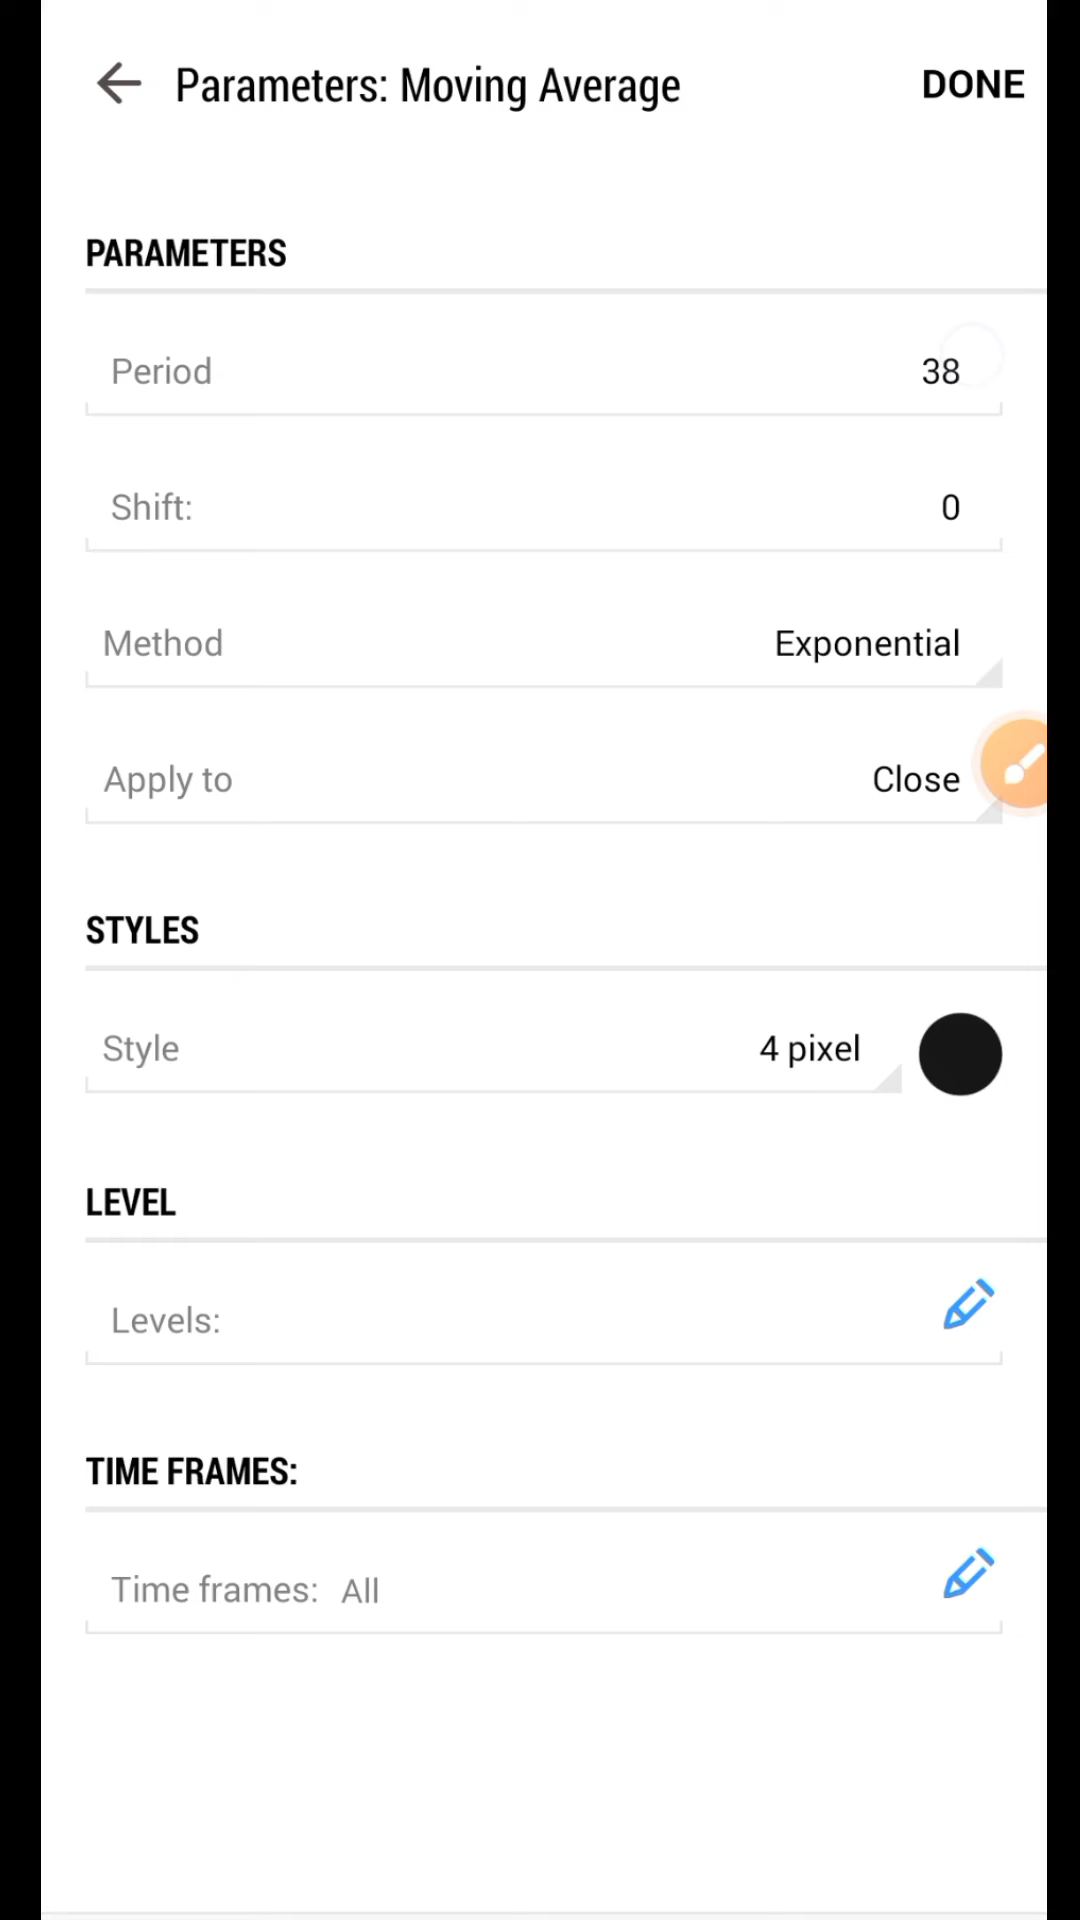 Parameters: Moving Average DONE
PARAMETERS
Period 38
Shift: 0
Method Exponential
Apply to Close
STYLES
Style 4 pixel
LEVEL
Levels:
TIME FRAMES:
Time frames: All